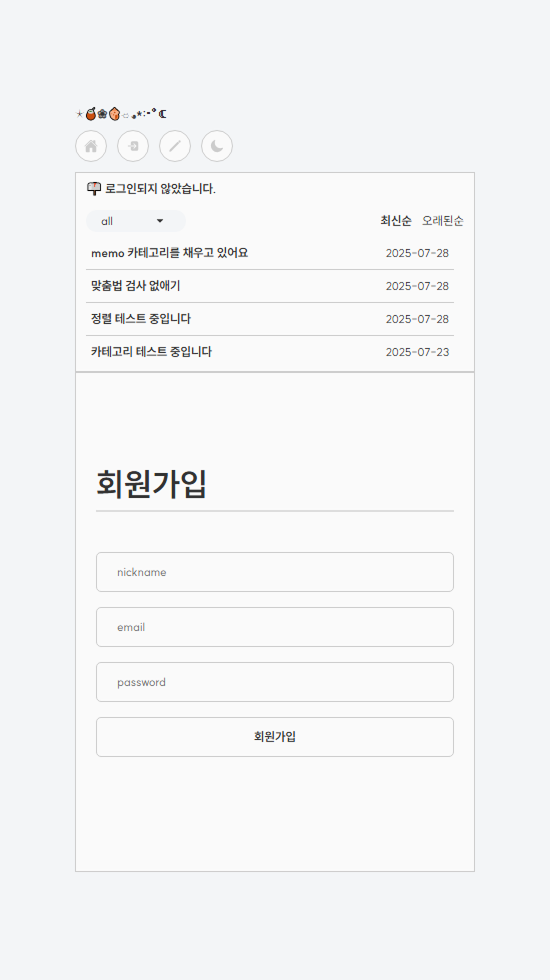 로그인되지 않았습니다.
all
최신순 오래된순
memo 카테고리를 채우고 있어요 2025-07-28
맞춤법 검사 없애기 2025-07-28
정렬 테스트 중입니다 2025-07-28
카테고리 테스트 중입니다 2025-07-23
회원가입
nickname
email
password
회원가입